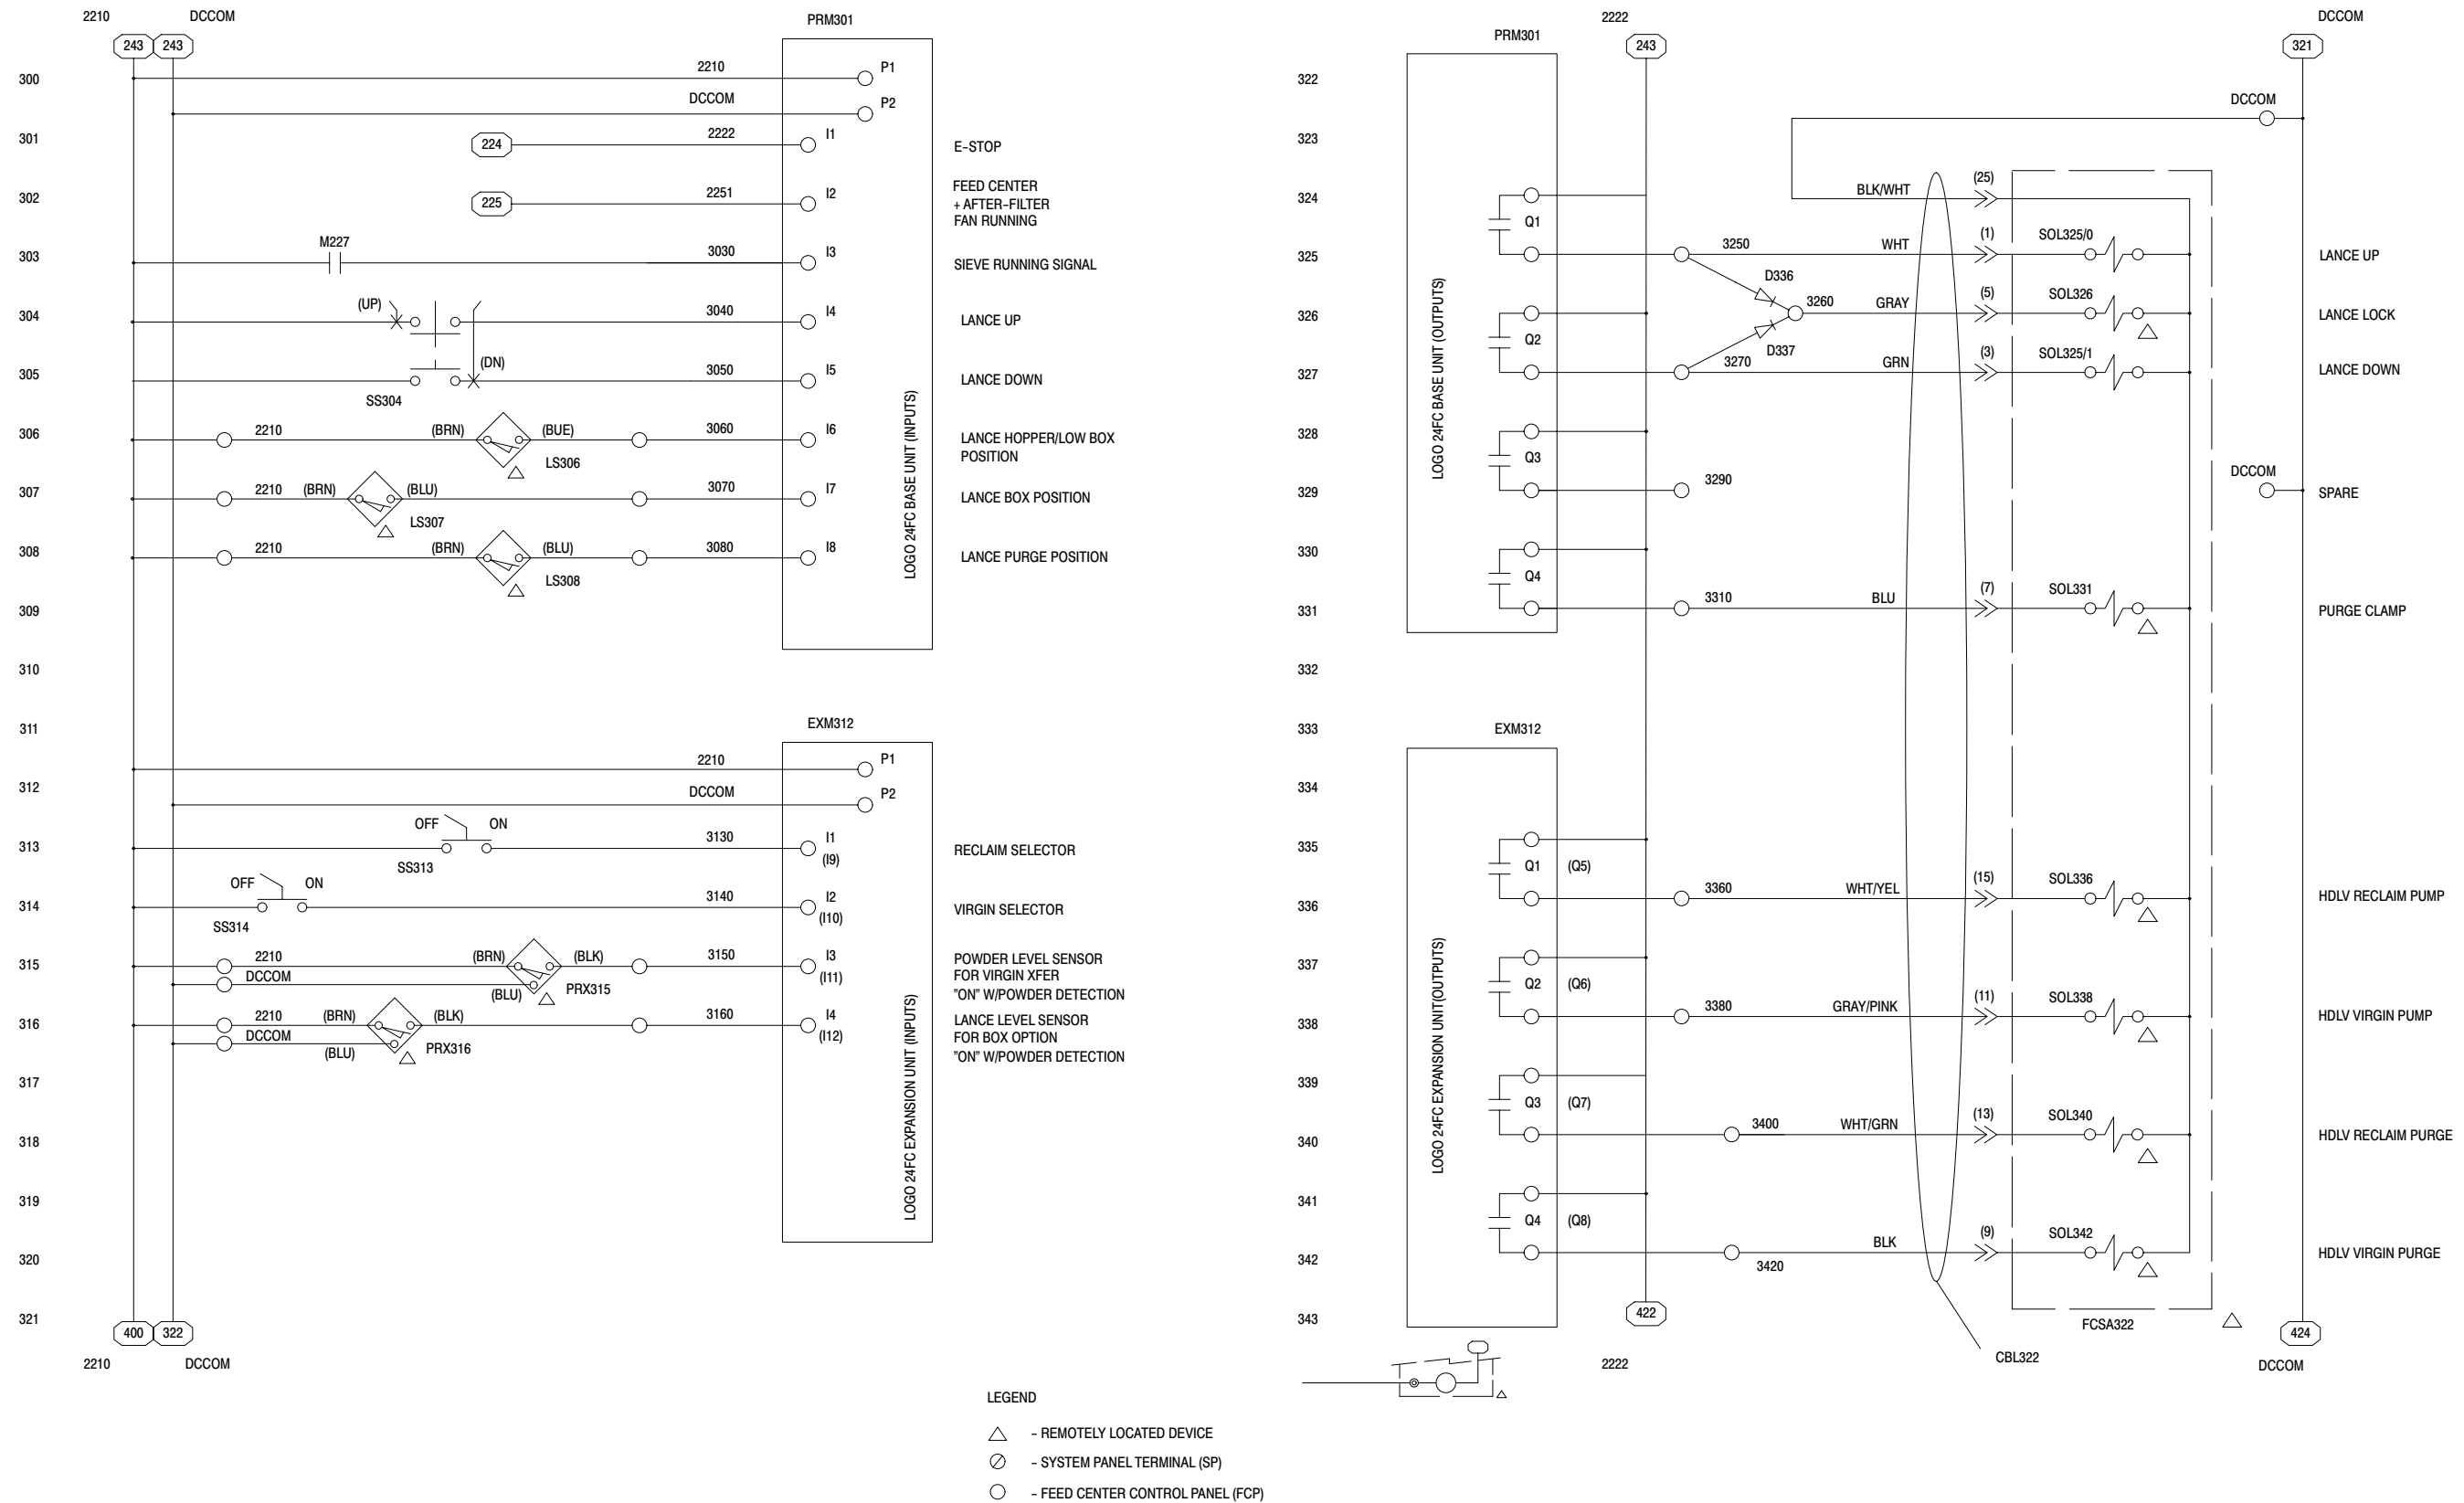 2210 DCCOM
243 243
PRM301
300 2210 P1
DCCOM P2
301 224 2222 I1 E-STOP
302 225 2251 I2 FEED CENTER
+ AFTER-FILTER
FAN RUNNING
303 M227 3030 I3 SIEVE RUNNING SIGNAL
304 (UP) 3040 I4 LANCE UP
305 (DN) 3050 I5 LANCE DOWN
SS304
306 2210 (BRN) (BUE) 3060 I6 LANCE HOPPER/LOW BOX
POSITION
LS306
307 2210 (BRN) (BLU) 3070 I7 LANCE BOX POSITION
LS307
308 2210 (BRN) (BLU) 3080 I8 LANCE PURGE POSITION
LS308
LOGO 24FC BASE UNIT (INPUTS)
309
310
311 EXM312
2210 P1
312 DCCOM P2
313 OFF ON 3130 I1
(I9) RECLAIM SELECTOR
SS313
314 OFF ON 3140 I2
(I10) VIRGIN SELECTOR
SS314
315 2210 (BRN) (BLK) 3150 I3
(I11) POWDER LEVEL SENSOR
FOR VIRGIN XFER
"ON" W/POWDER DETECTION
DCCOM (BLU) PRX315
316 2210 (BRN) (BLK) 3160 I4
(I12) LANCE LEVEL SENSOR
FOR BOX OPTION
"ON" W/POWDER DETECTION
DCCOM (BLU) PRX316
LOGO 24FC EXPANSION UNIT (INPUTS)
317
318
319
320
321
400 322
2210 DCCOM
2222 DCCOM
PRM301 243 321
322
DCCOM
323
324 BLK/WHT (25)
Q1
325 3250 WHT (1) SOL325/0 LANCE UP
D336
326 3260 GRAY (5) SOL326 LANCE LOCK
Q2
D337
327 3270 GRN (3) SOL325/1 LANCE DOWN
328
Q3
DCCOM
329 3290 SPARE
330
Q4
331 3310 BLU (7) SOL331 PURGE CLAMP
LOGO 24FC BASE UNIT (OUTPUTS)
332
333 EXM312
334
335
Q1 (Q5)
336 3360 WHT/YEL (15) SOL336 HDLV RECLAIM PUMP
337
Q2 (Q6)
338 3380 GRAY/PINK (11) SOL338 HDLV VIRGIN PUMP
339
Q3 (Q7)
340 3400 WHT/GRN (13) SOL340 HDLV RECLAIM PURGE
341
Q4 (Q8)
342 3420 BLK (9) SOL342 HDLV VIRGIN PURGE
LOGO 24FC EXPANSION UNIT(OUTPUTS)
343
422 FCSA322 424
2222 CBL322 DCCOM
LEGEND
- REMOTELY LOCATED DEVICE
- SYSTEM PANEL TERMINAL (SP)
- FEED CENTER CONTROL PANEL (FCP)